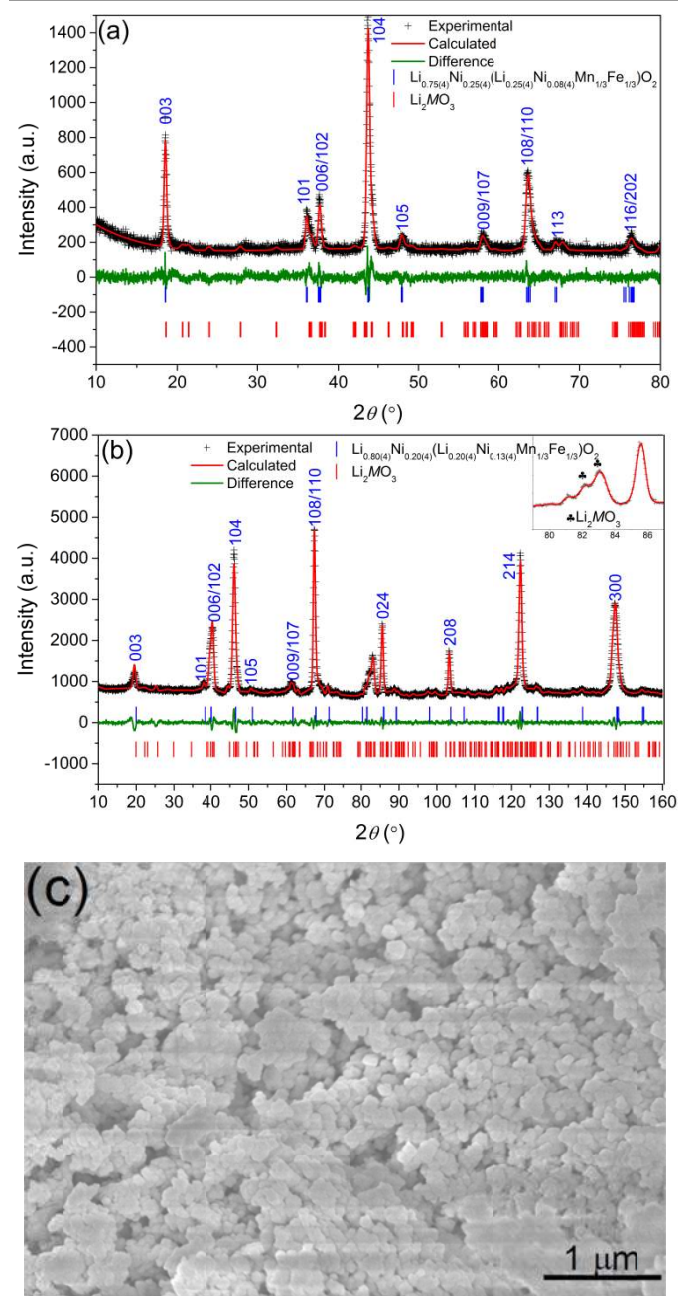 (a)
104
Experimental
Calculated
Difference
Li0.75(4)Ni0.25(4)(Li0.25(4)Ni0.08(4)Mn1/3Fe1/3)O2
Li2MO3
003
101
006/102
105
009/107
108/110
113
116/202
Intensity (a.u.)
1400
1200
1000
800
600
400
200
0
-200
-400
10 20 30 40 50 60 70 80
2θ (°)
(b)
Experimental
Calculated
Difference
Li0.80(4)Ni0.20(4)(Li0.20(4)Ni0.13(4)Mn1/3Fe1/3)O2
Li2MO3
♣
♣
♣Li2MO3
80 82 84 86
003
101
006/102
104
105
009/107
108/110
024
208
214
300
Intensity (a.u.)
7000
6000
5000
4000
3000
2000
1000
0
-1000
10 20 30 40 50 60 70 80 90 100 110 120 130 140 150 160
2θ (°)
(c)
1 μm